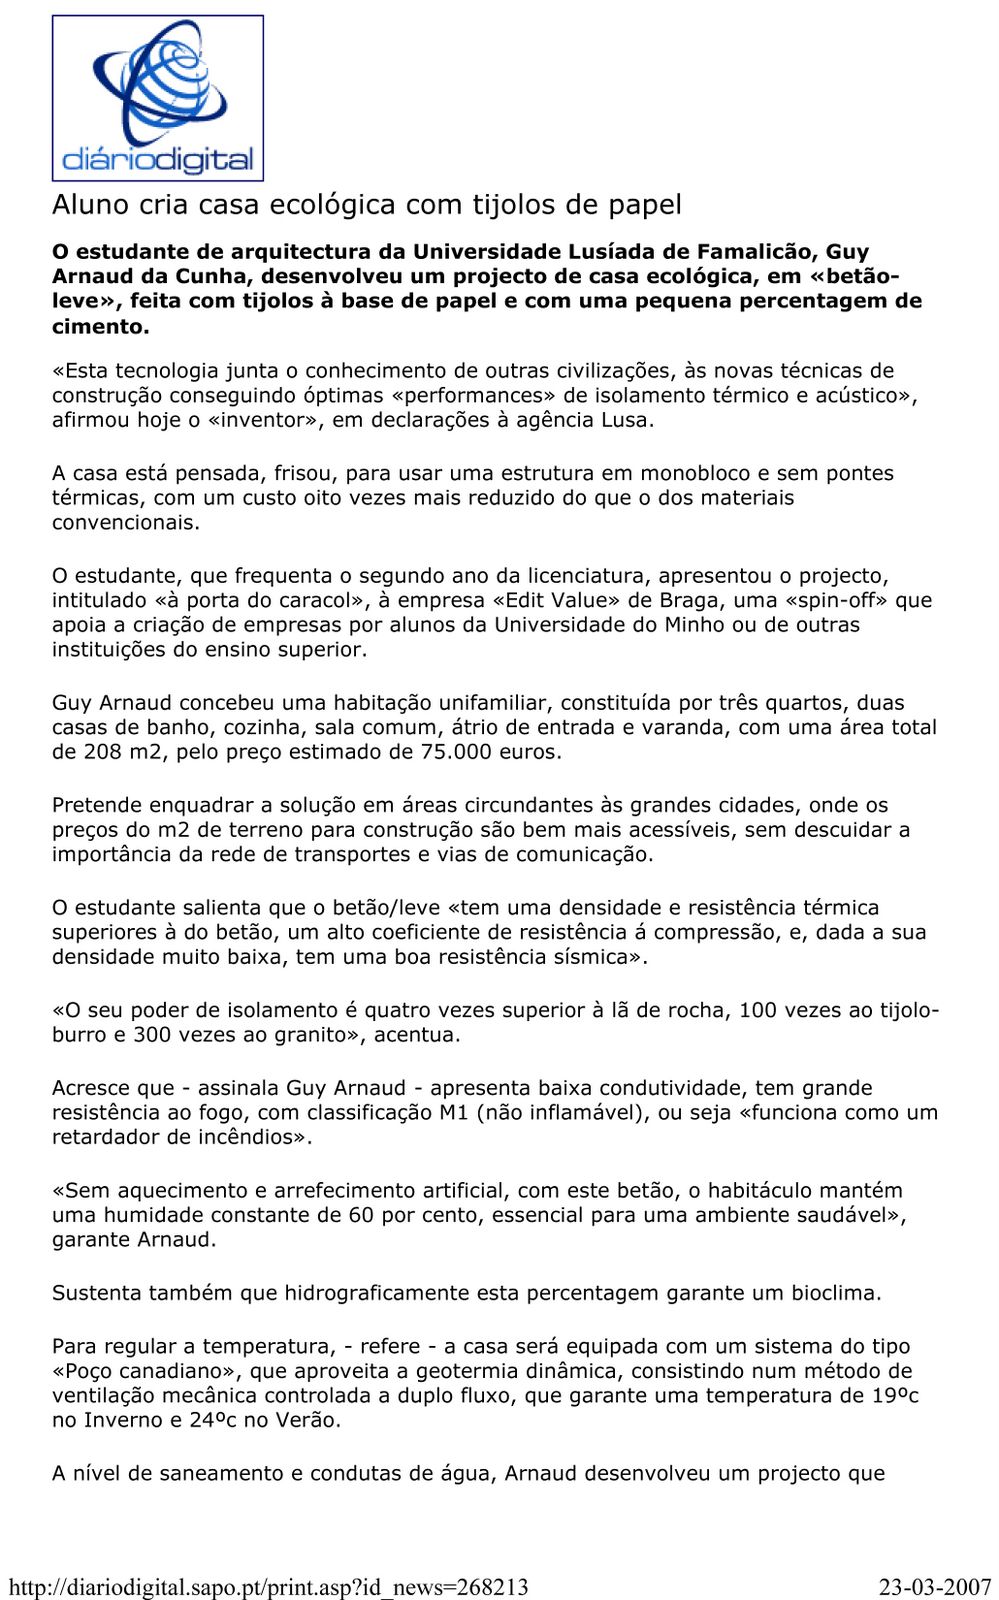 diáriodigital
Aluno cria casa ecológica com tijolos de papel
O estudante de arquitectura da Universidade Lusíada de Famalicão, Guy
Arnaud da Cunha, desenvolveu um projecto de casa ecológica, em «betão-
leve», feita com tijolos à base de papel e com uma pequena percentagem de
cimento.
«Esta tecnologia junta o conhecimento de outras civilizações, às novas técnicas de
construção conseguindo óptimas «performances» de isolamento térmico e acústico»,
afirmou hoje o «inventor», em declarações à agência Lusa.
A casa está pensada, frisou, para usar uma estrutura em monobloco e sem pontes
térmicas, com um custo oito vezes mais reduzido do que o dos materiais
convencionais.
O estudante, que frequenta o segundo ano da licenciatura, apresentou o projecto,
intitulado «à porta do caracol», à empresa «Edit Value» de Braga, uma «spin-off» que
apoia a criação de empresas por alunos da Universidade do Minho ou de outras
instituições do ensino superior.
Guy Arnaud concebeu uma habitação unifamiliar, constituída por três quartos, duas
casas de banho, cozinha, sala comum, átrio de entrada e varanda, com uma área total
de 208 m2, pelo preço estimado de 75.000 euros.
Pretende enquadrar a solução em áreas circundantes às grandes cidades, onde os
preços do m2 de terreno para construção são bem mais acessíveis, sem descuidar a
importância da rede de transportes e vias de comunicação.
O estudante salienta que o betão/leve «tem uma densidade e resistência térmica
superiores à do betão, um alto coeficiente de resistência á compressão, e, dada a sua
densidade muito baixa, tem uma boa resistência sísmica».
«O seu poder de isolamento é quatro vezes superior à lã de rocha, 100 vezes ao tijolo-
burro e 300 vezes ao granito», acentua.
Acresce que - assinala Guy Arnaud - apresenta baixa condutividade, tem grande
resistência ao fogo, com classificação M1 (não inflamável), ou seja «funciona como um
retardador de incêndios».
«Sem aquecimento e arrefecimento artificial, com este betão, o habitáculo mantém
uma humidade constante de 60 por cento, essencial para uma ambiente saudável»,
garante Arnaud.
Sustenta também que hidrograficamente esta percentagem garante um bioclima.
Para regular a temperatura, - refere - a casa será equipada com um sistema do tipo
«Poço canadiano», que aproveita a geotermia dinâmica, consistindo num método de
ventilação mecânica controlada a duplo fluxo, que garante uma temperatura de 19ºc
no Inverno e 24ºc no Verão.
A nível de saneamento e condutas de água, Arnaud desenvolveu um projecto que
http://diariodigital.sapo.pt/print.asp?id_news=268213 23-03-2007